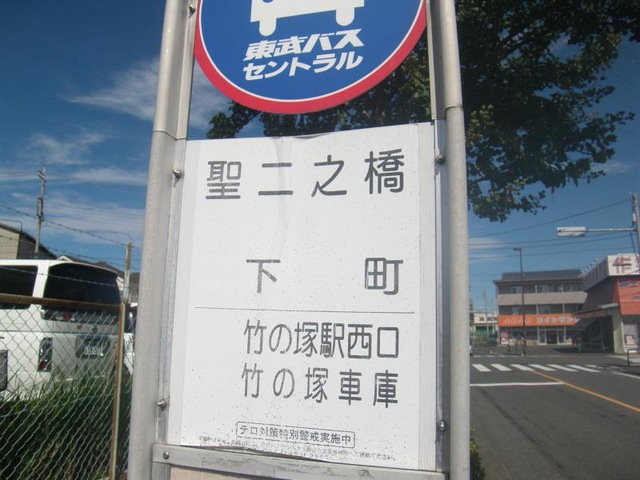 東武バス
セントラル
聖二之橋
下町
竹の塚駅西口
竹の塚車庫
テロ対策特別警戒実施中